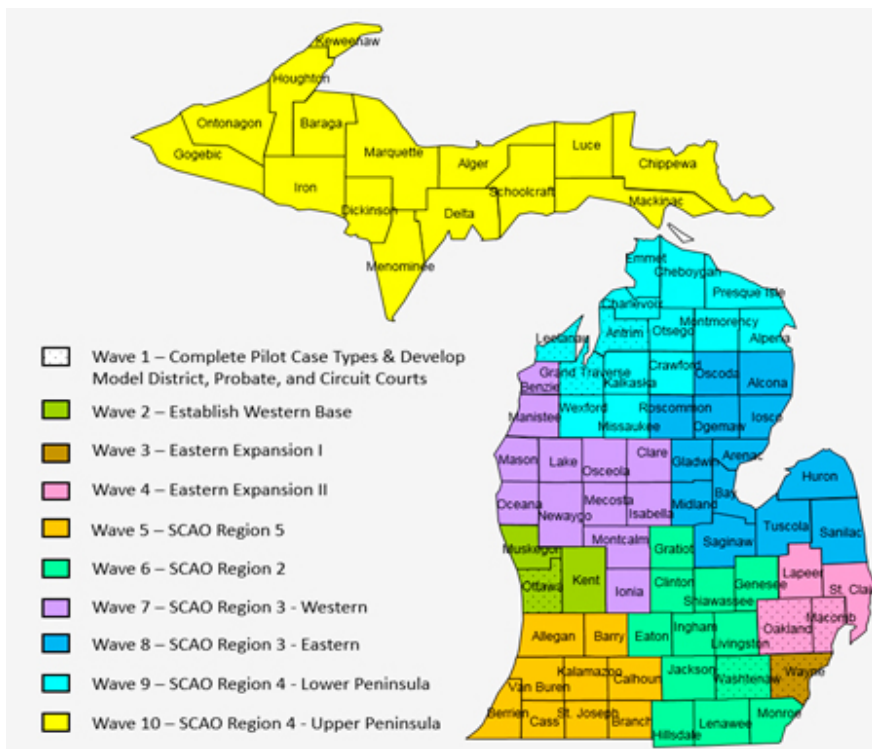 Keweenaw
Houghton
Ontonagon
Baraga
Gogebic
Marquette
Alger
Luce
Chippewa
Iron
Schoolcraft
Mackinac
Dickinson
Delta
Menominee
Emmet
Cheboygan
Presque Isle
Charlevoix
Antrim
Otsego
Montmorency
Alpena
Leelanau
Grand Traverse
Kalkaska
Crawford
Oscoda
Alcona
Benzie
Manistee
Wexford
Missaukee
Roscommon
Ogemaw
Iosco
Mason
Lake
Osceola
Clare
Gladwin
Arenac
Huron
Oceana
Newaygo
Mecosta
Isabella
Midland
Bay
Tuscola
Sanilac
Montcalm
Gratiot
Saginaw
Muskegon
Ottawa
Kent
Ionia
Clinton
Shiawassee
Genesee
Lapeer
St. Clay
Allegan
Barry
Eaton
Ingham
Livingston
Oakland
Macomb
Van Buren
Kalamazoo
Calhoun
Jackson
Washtenaw
Wayne
Berrien
Cass
St. Joseph
Branch
Hillsdale
Lenawee
Monroe
Wave 1 – Complete Pilot Case Types & Develop
Model District, Probate, and Circuit Courts
Wave 2 – Establish Western Base
Wave 3 – Eastern Expansion I
Wave 4 – Eastern Expansion II
Wave 5 – SCAO Region 5
Wave 6 – SCAO Region 2
Wave 7 – SCAO Region 3 - Western
Wave 8 – SCAO Region 3 - Eastern
Wave 9 – SCAO Region 4 - Lower Peninsula
Wave 10 – SCAO Region 4 - Upper Peninsula